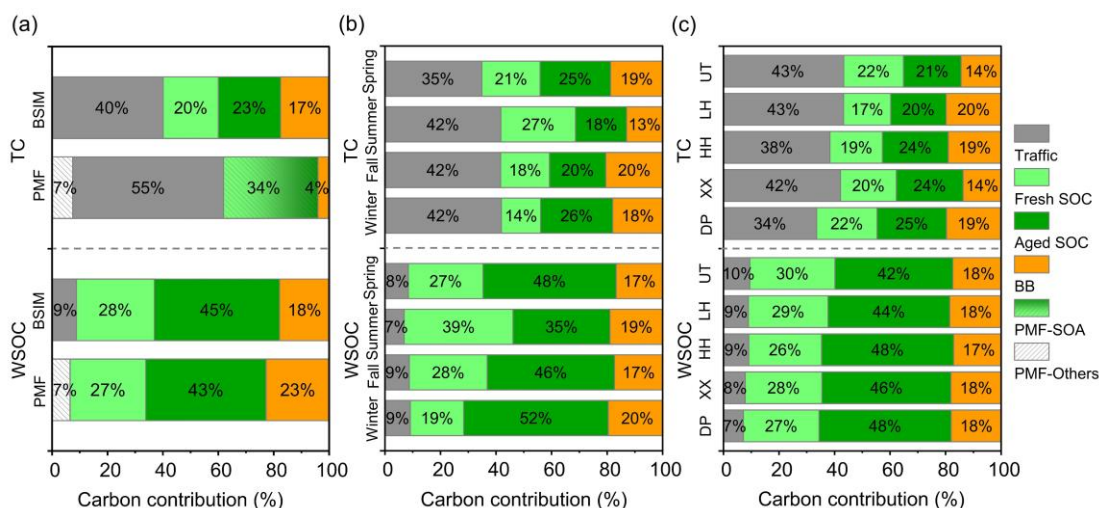 (a)
TC
BSIM
40% 20% 23% 17%
PMF
7% 55% 34% 4%
WSOC
BSIM
9% 28% 45% 18%
PMF
7% 27% 43% 23%
0 20 40 60 80 100
Carbon contribution (%)
(b)
TC
Spring
35% 21% 25% 19%
Summer
42% 27% 18% 13%
Fall
42% 18% 20% 20%
Winter
42% 14% 26% 18%
WSOC
Spring
8% 27% 48% 17%
Summer
7% 39% 35% 19%
Fall
9% 28% 46% 17%
Winter
9% 19% 52% 20%
0 20 40 60 80 100
Carbon contribution (%)
(c)
TC
UT
43% 22% 21% 14%
LH
43% 17% 20% 20%
HH
38% 19% 24% 19%
XX
42% 20% 24% 14%
DP
34% 22% 25% 19%
WSOC
UT
10% 30% 42% 18%
LH
9% 29% 44% 18%
HH
9% 26% 48% 17%
XX
8% 28% 46% 18%
DP
7% 27% 48% 18%
0 20 40 60 80 100
Carbon contribution (%)
Traffic
Fresh SOC
Aged SOC
BB
PMF-SOA
PMF-Others